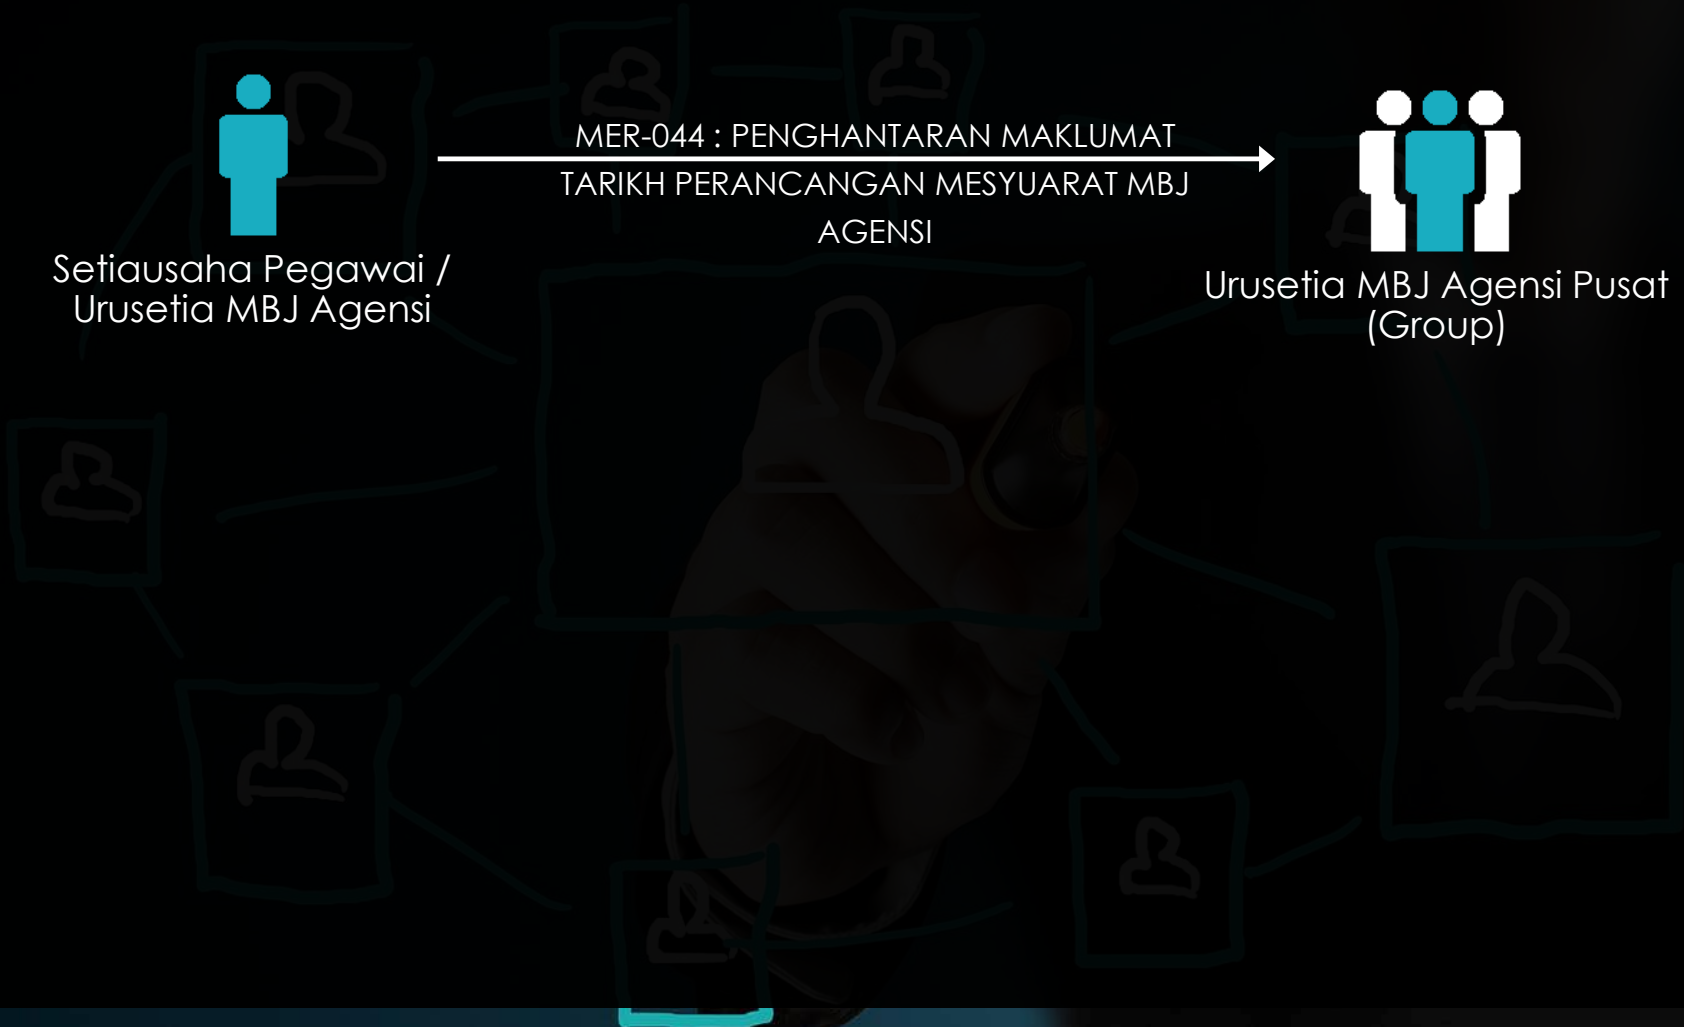 MER-044 : PENGHANTARAN MAKLUMAT
TARIKH PERANCANGAN MESYUARAT MBJ
AGENSI
Setiausaha Pegawai /
Urusetia MBJ Agensi
Urusetia MBJ Agensi Pusat
(Group)